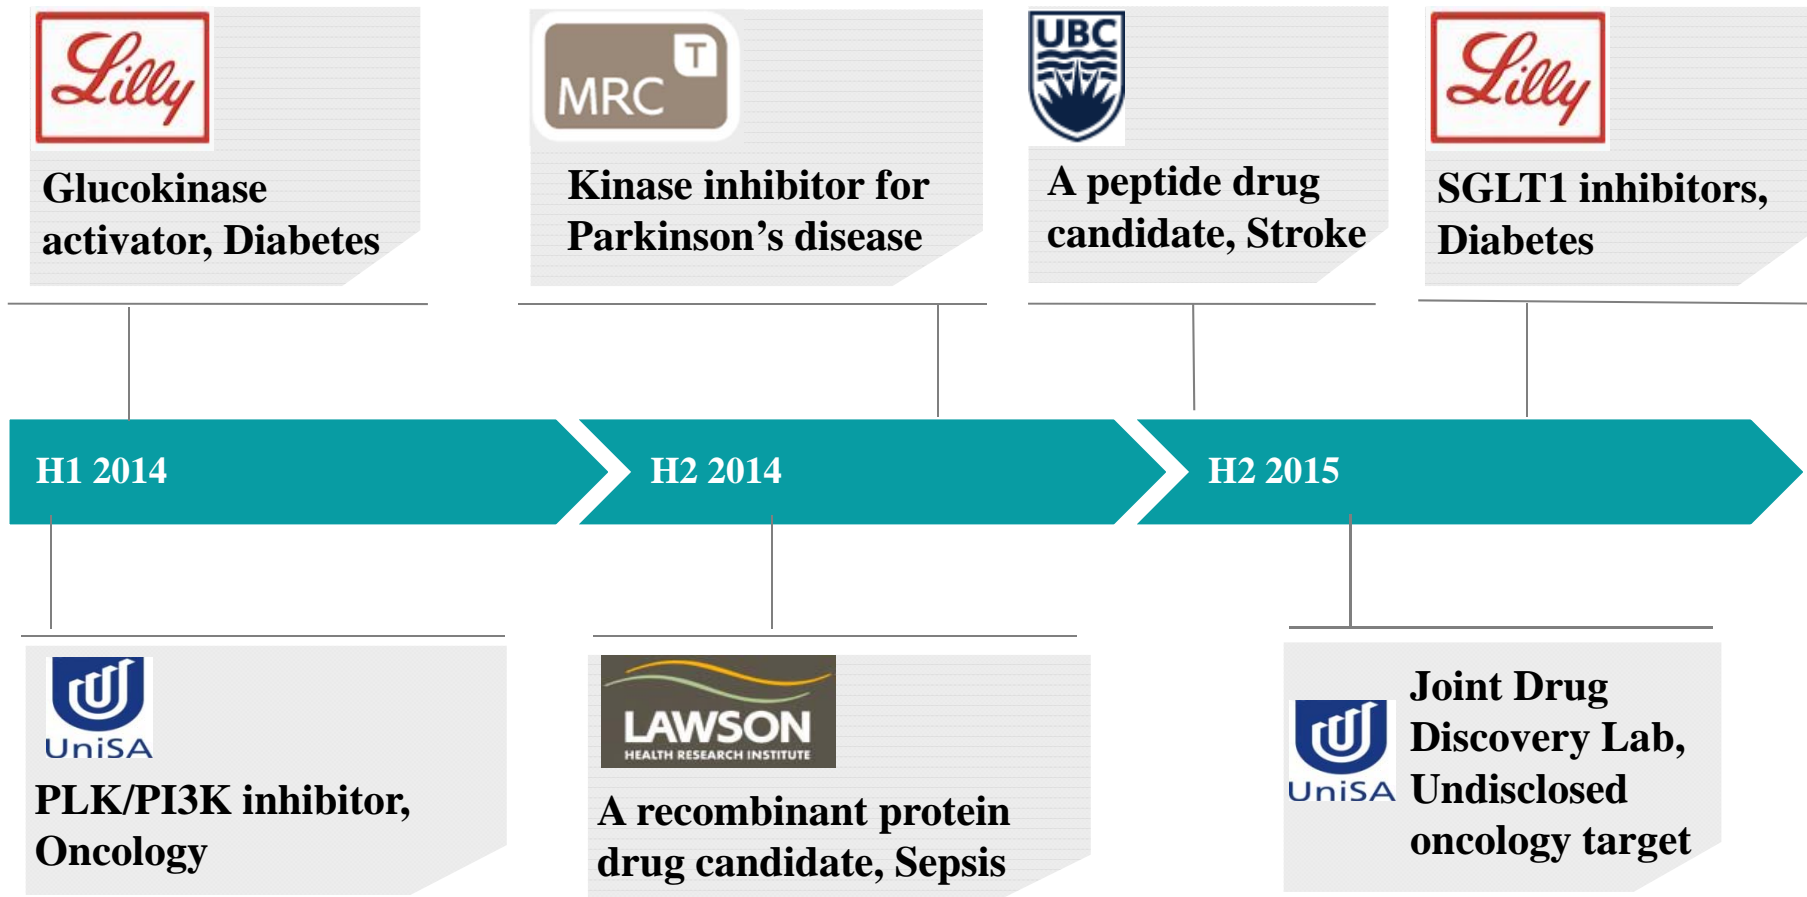 Lilly
Glucokinase
activator, Diabetes
MRC T
Kinase inhibitor for
Parkinson’s disease
UBC
A peptide drug
candidate, Stroke
Lilly
SGLT1 inhibitors,
Diabetes
H1 2014
H2 2014
H2 2015
UniSA
PLK/PI3K inhibitor,
Oncology
LAWSON
HEALTH RESEARCH INSTITUTE
A recombinant protein
drug candidate, Sepsis
UniSA
Joint Drug
Discovery Lab,
Undisclosed
oncology target